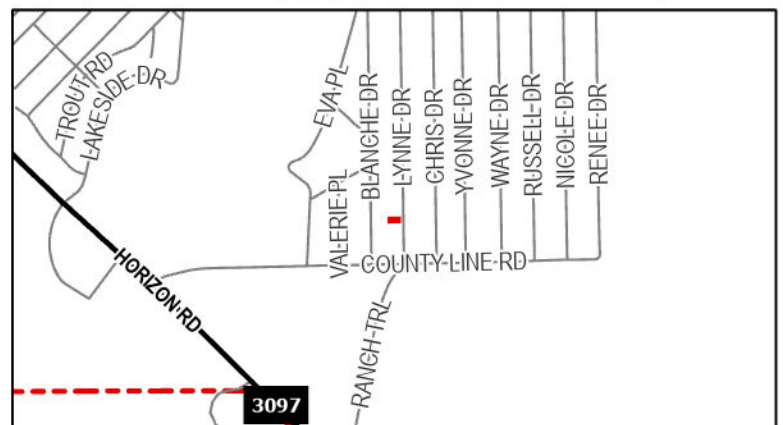 TROUT RD
LAKESIDE DR
EVA PL
VALERIE PL
BLANCHE DR
LYNNE DR
CHRIS DR
YVONNE DR
WAYNE DR
RUSSELL DR
NICOLE DR
RENEE DR
COUNTY LINE RD
HORIZON RD
RANCH TRL
3097